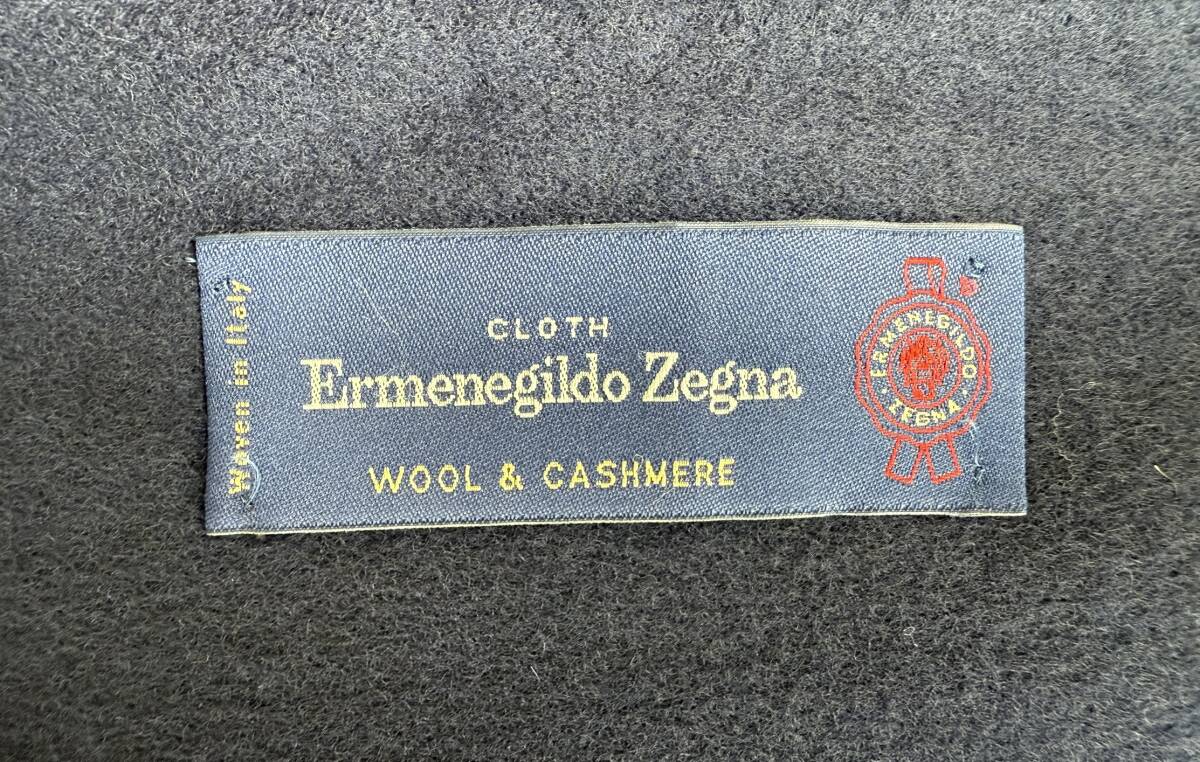 Woven in Italy
CLOTH
Ermenegildo Zegna
WOOL & CASHMERE
ERMENEGILDO
ZEGNA